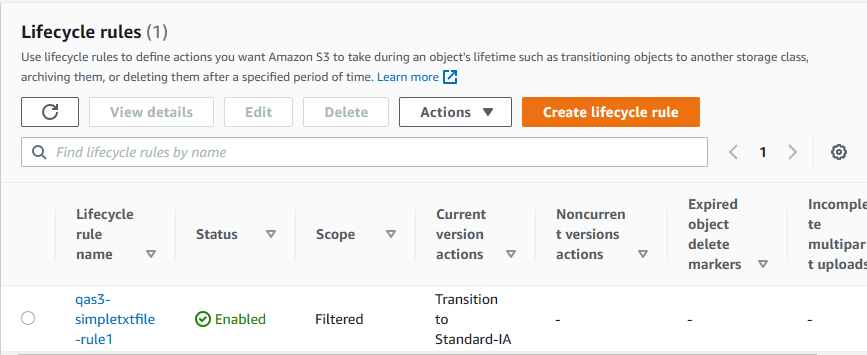 Lifecycle rules (1)
Use lifecycle rules to define actions you want Amazon S3 to take during an object's lifetime such as transitioning objects to another storage class,
archiving them, or deleting them after a specified period of time. Learn more
View details Edit Delete Actions Create lifecycle rule
Find lifecycle rules by name 1
Lifecycle
rule
name
Status
Scope
Current
version
actions
Noncurren
t versions
actions
Expired
object
delete
markers
Incomple
te
multipar
t uploads
qas3-
simpletxtfile
-rule1
Enabled
Filtered
Transition
to
Standard-IA
-
-
-